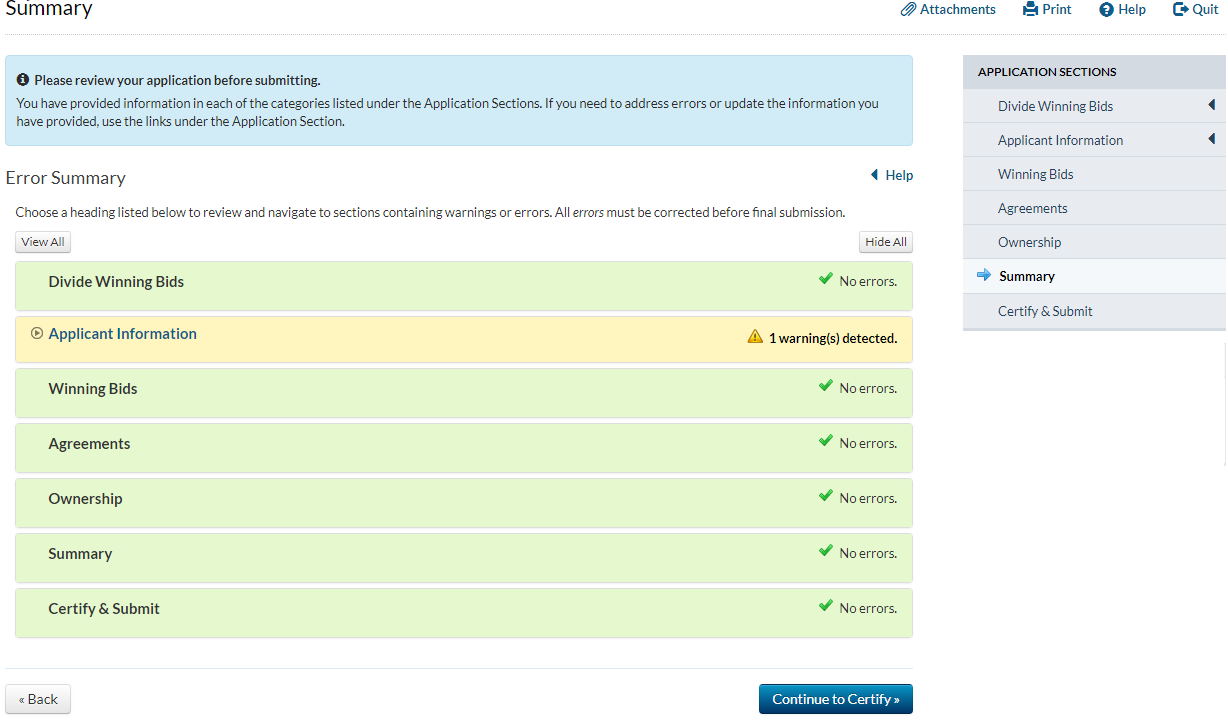 Summary
Attachments Print Help Quit
Please review your application before submitting.
You have provided information in each of the categories listed under the Application Sections. If you need to address errors or update the information you
have provided, use the links under the Application Section.
Error Summary
Help
Choose a heading listed below to review and navigate to sections containing warnings or errors. All errors must be corrected before final submission.
View All
Hide All
Divide Winning Bids No errors.
Applicant Information 1 warning(s) detected.
Winning Bids No errors.
Agreements No errors.
Ownership No errors.
Summary No errors.
Certify & Submit No errors.
« Back
Continue to Certify »
APPLICATION SECTIONS
Divide Winning Bids
Applicant Information
Winning Bids
Agreements
Ownership
Summary
Certify & Submit